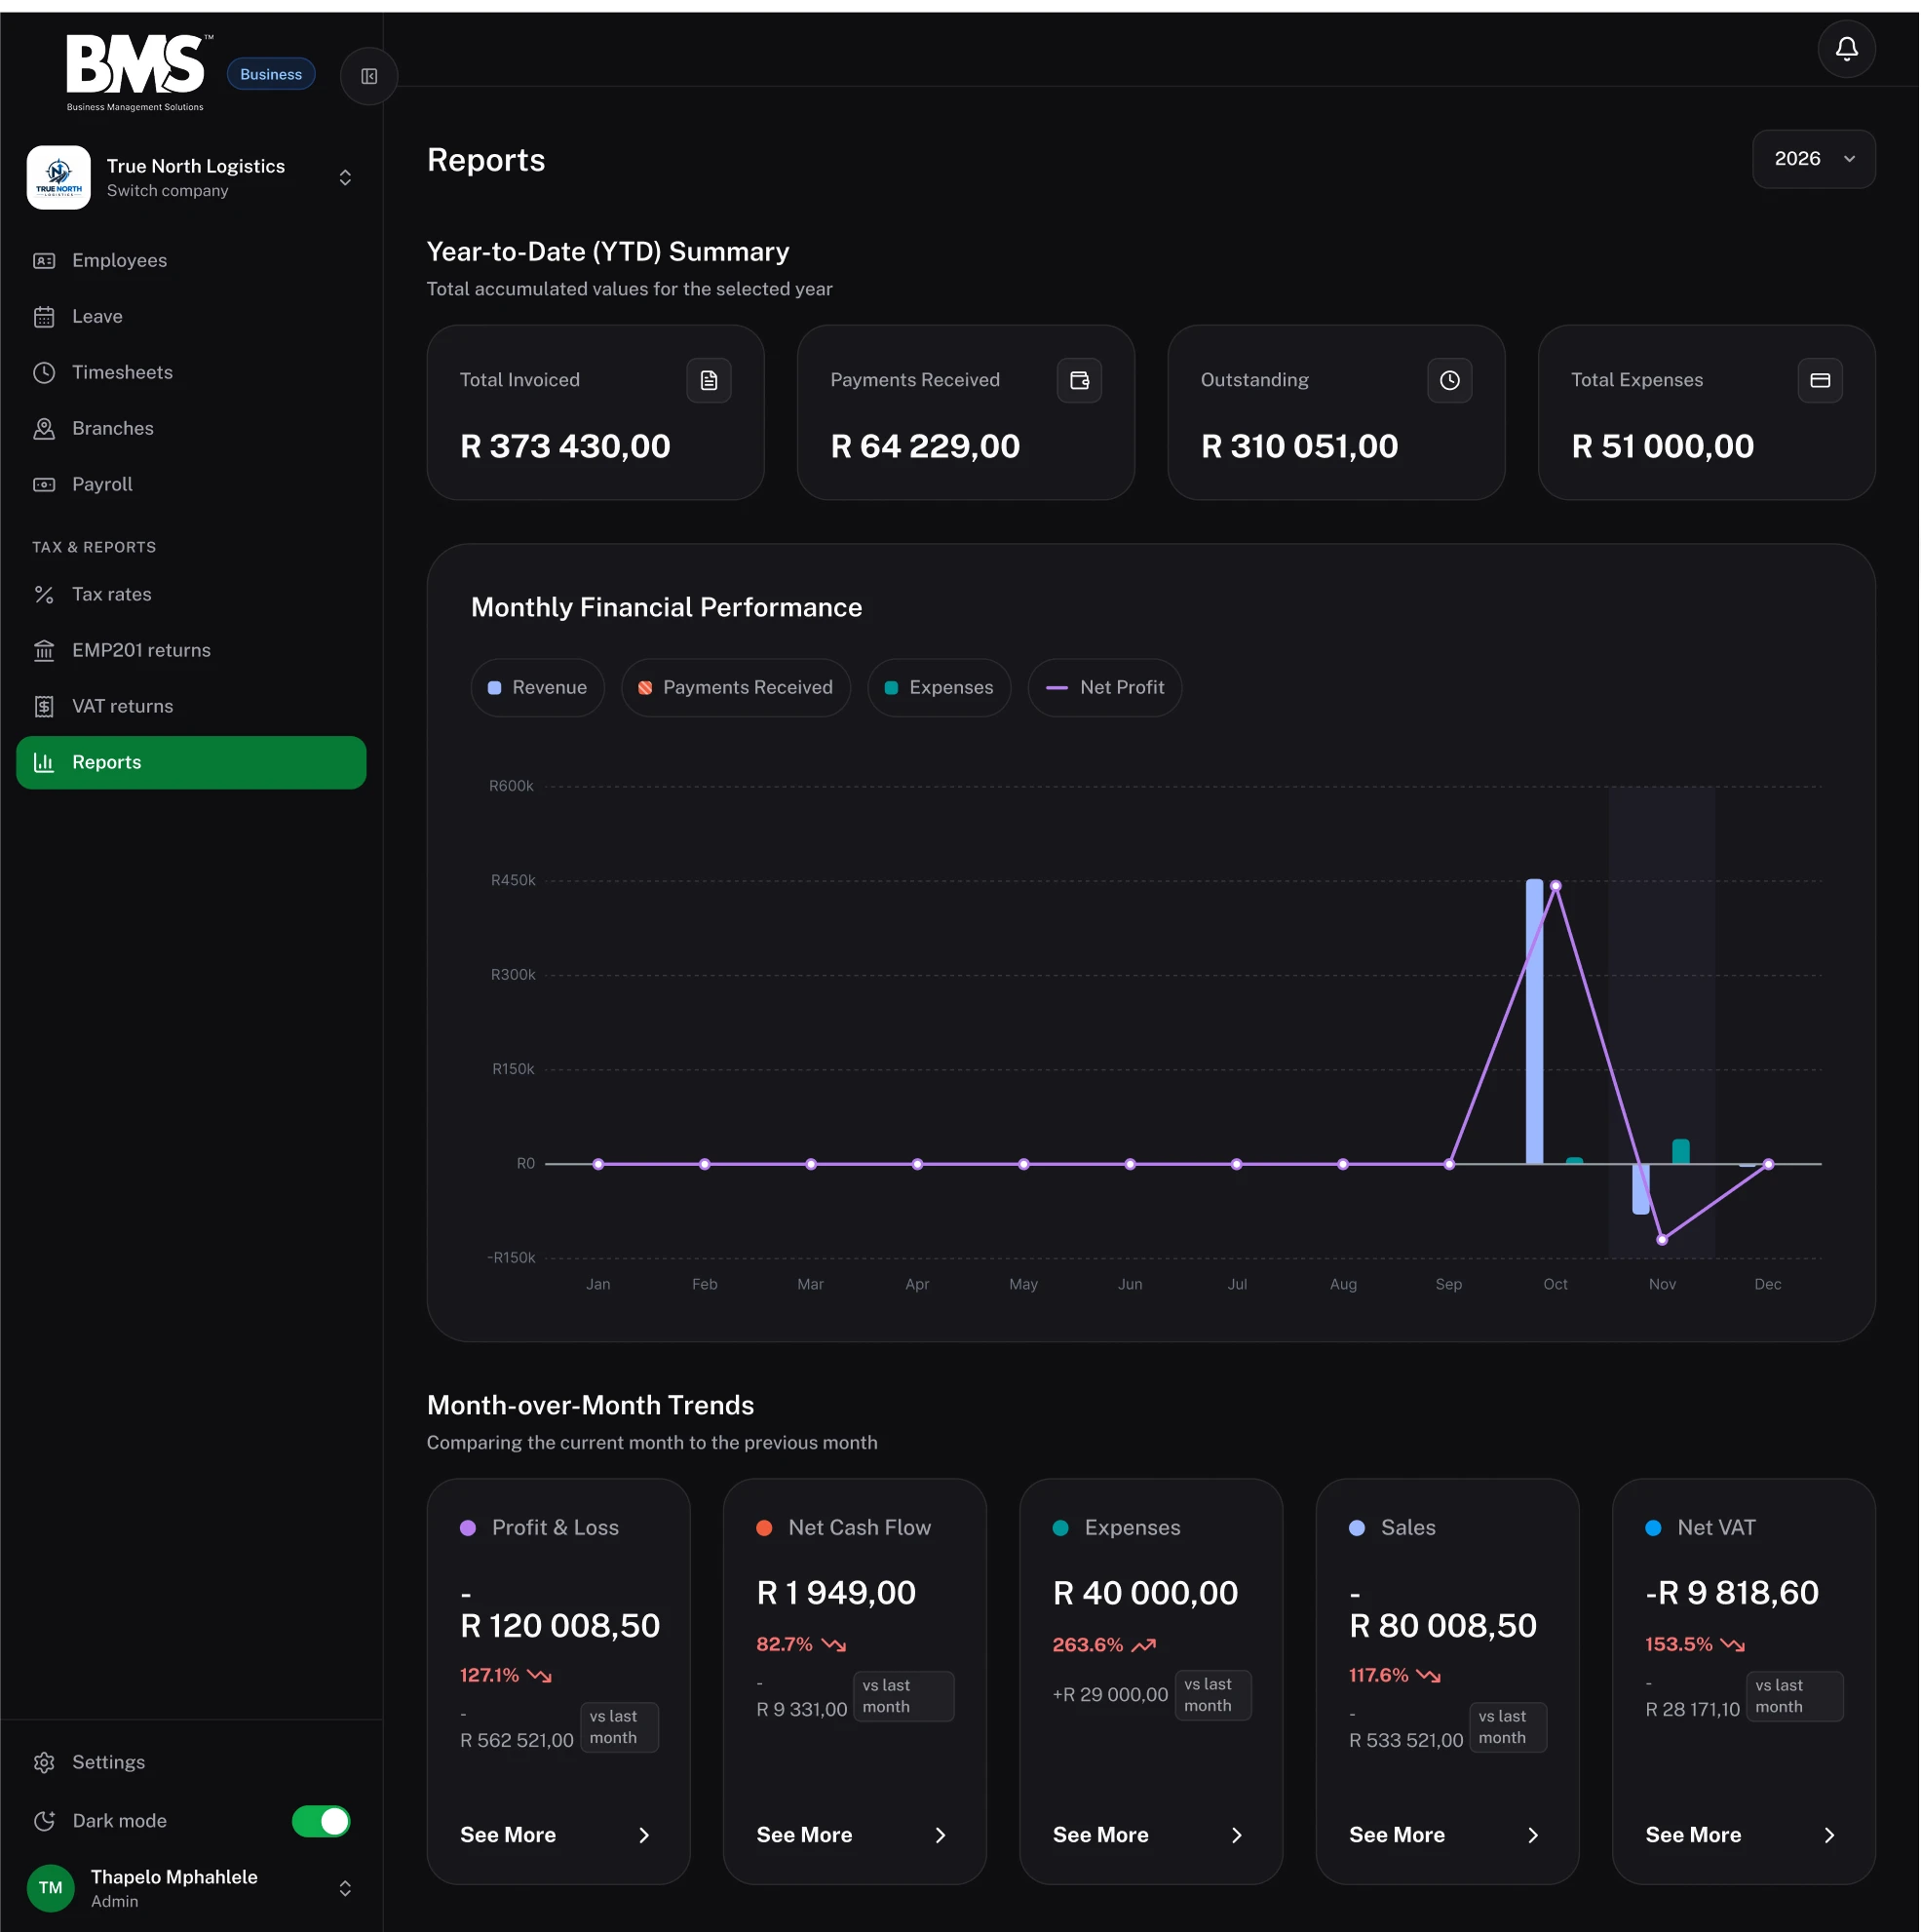 BMS™
Business Management Solutions
Business
TRUE NORTH
LOGISTICS
True North Logistics
Switch company
Employees
Leave
Timesheets
Branches
Payroll
TAX & REPORTS
Tax rates
EMP201 returns
VAT returns
Reports
Settings
Dark mode
TM
Thapelo Mphahlele
Admin
Reports
2026
Year-to-Date (YTD) Summary
Total accumulated values for the selected year
Total Invoiced
R 373 430,00
Payments Received
R 64 229,00
Outstanding
R 310 051,00
Total Expenses
R 51 000,00
Monthly Financial Performance
Revenue
Payments Received
Expenses
Net Profit
R600k
R450k
R300k
R150k
R0
-R150k
Jan
Feb
Mar
Apr
May
Jun
Jul
Aug
Sep
Oct
Nov
Dec
Month-over-Month Trends
Comparing the current month to the previous month
Profit & Loss
-
R 120 008,50
127.1%
-
R 562 521,00
vs last
month
See More
Net Cash Flow
R 1 949,00
82.7%
-
R 9 331,00
vs last
month
See More
Expenses
R 40 000,00
263.6%
+R 29 000,00
vs last
month
See More
Sales
-
R 80 008,50
117.6%
-
R 533 521,00
vs last
month
See More
Net VAT
-R 9 818,60
153.5%
-
R 28 171,10
vs last
month
See More